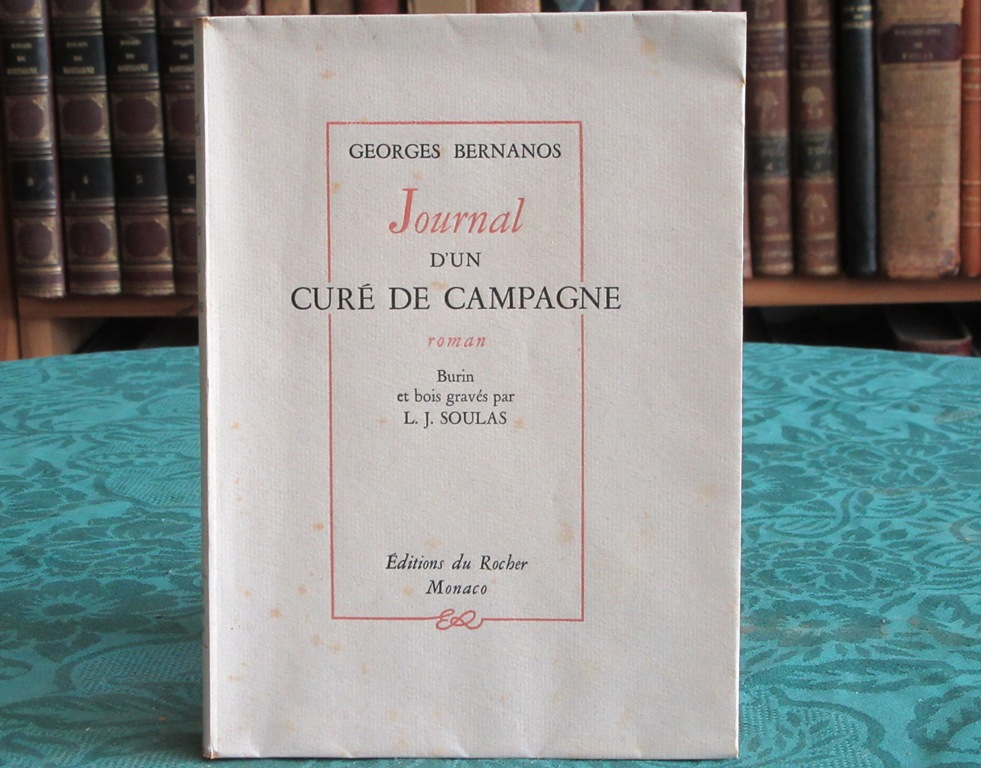 GEORGES BERNANOS
Journal
D'UN
CURÉ DE CAMPAGNE
roman
Burin
et bois gravés par
L. J. SOULAS
Éditions du Rocher
Monaco